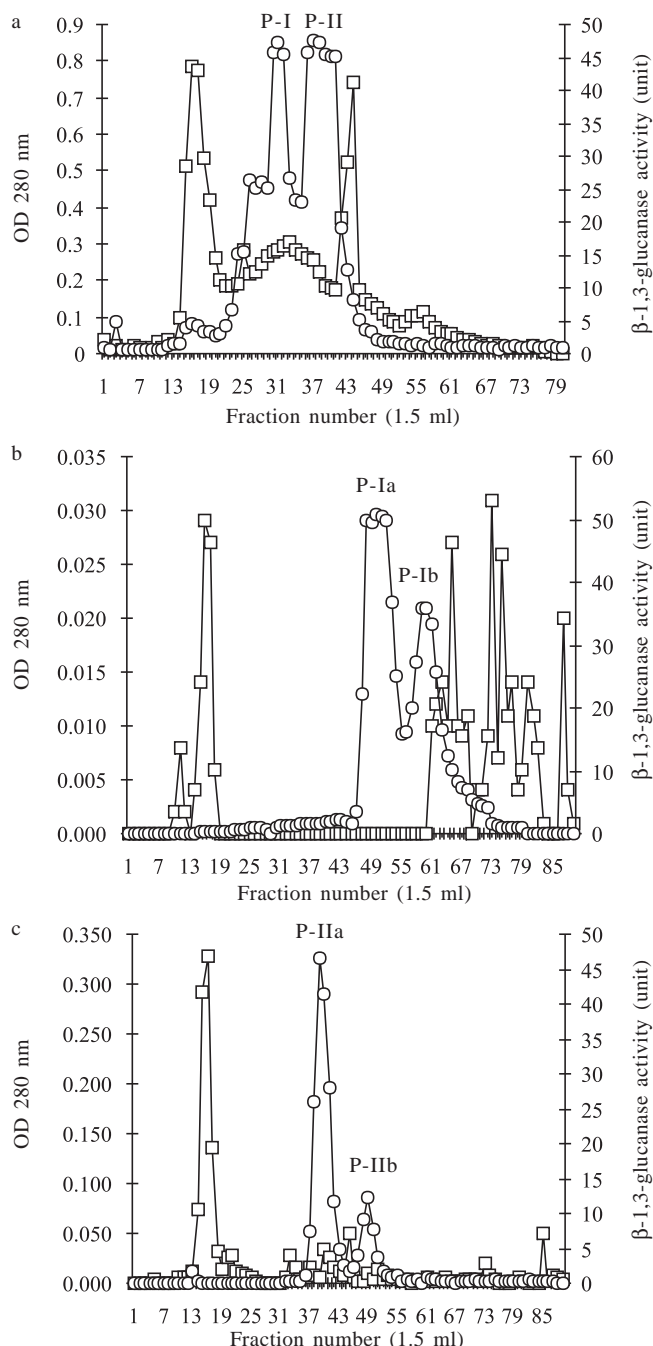 a
P-I P-II
0.9
0.8
0.7
0.6
0.5
0.4
0.3
0.2
0.1
0
OD 280 nm
50
45
40
35
30
25
20
15
10
5
0
β-1,3-glucanase activity (unit)
1 7 13 19 25 31 37 43 49 55 61 67 73 79
Fraction number (1.5 ml)
b
P-Ia
P-Ib
0.035
0.030
0.025
0.020
0.015
0.010
0.005
0.000
OD 280 nm
60
50
40
30
20
10
0
β-1,3-glucanase activity (unit)
1 7 13 19 25 31 37 43 49 55 61 67 73 79 85
Fraction number (1.5 ml)
c
P-IIa
P-IIb
0.350
0.300
0.250
0.200
0.150
0.100
0.050
0.000
OD 280 nm
50
45
40
35
30
25
20
15
10
5
0
β-1,3-glucanase activity (unit)
1 7 13 19 25 31 37 43 49 55 61 67 73 79 85
Fraction number (1.5 ml)